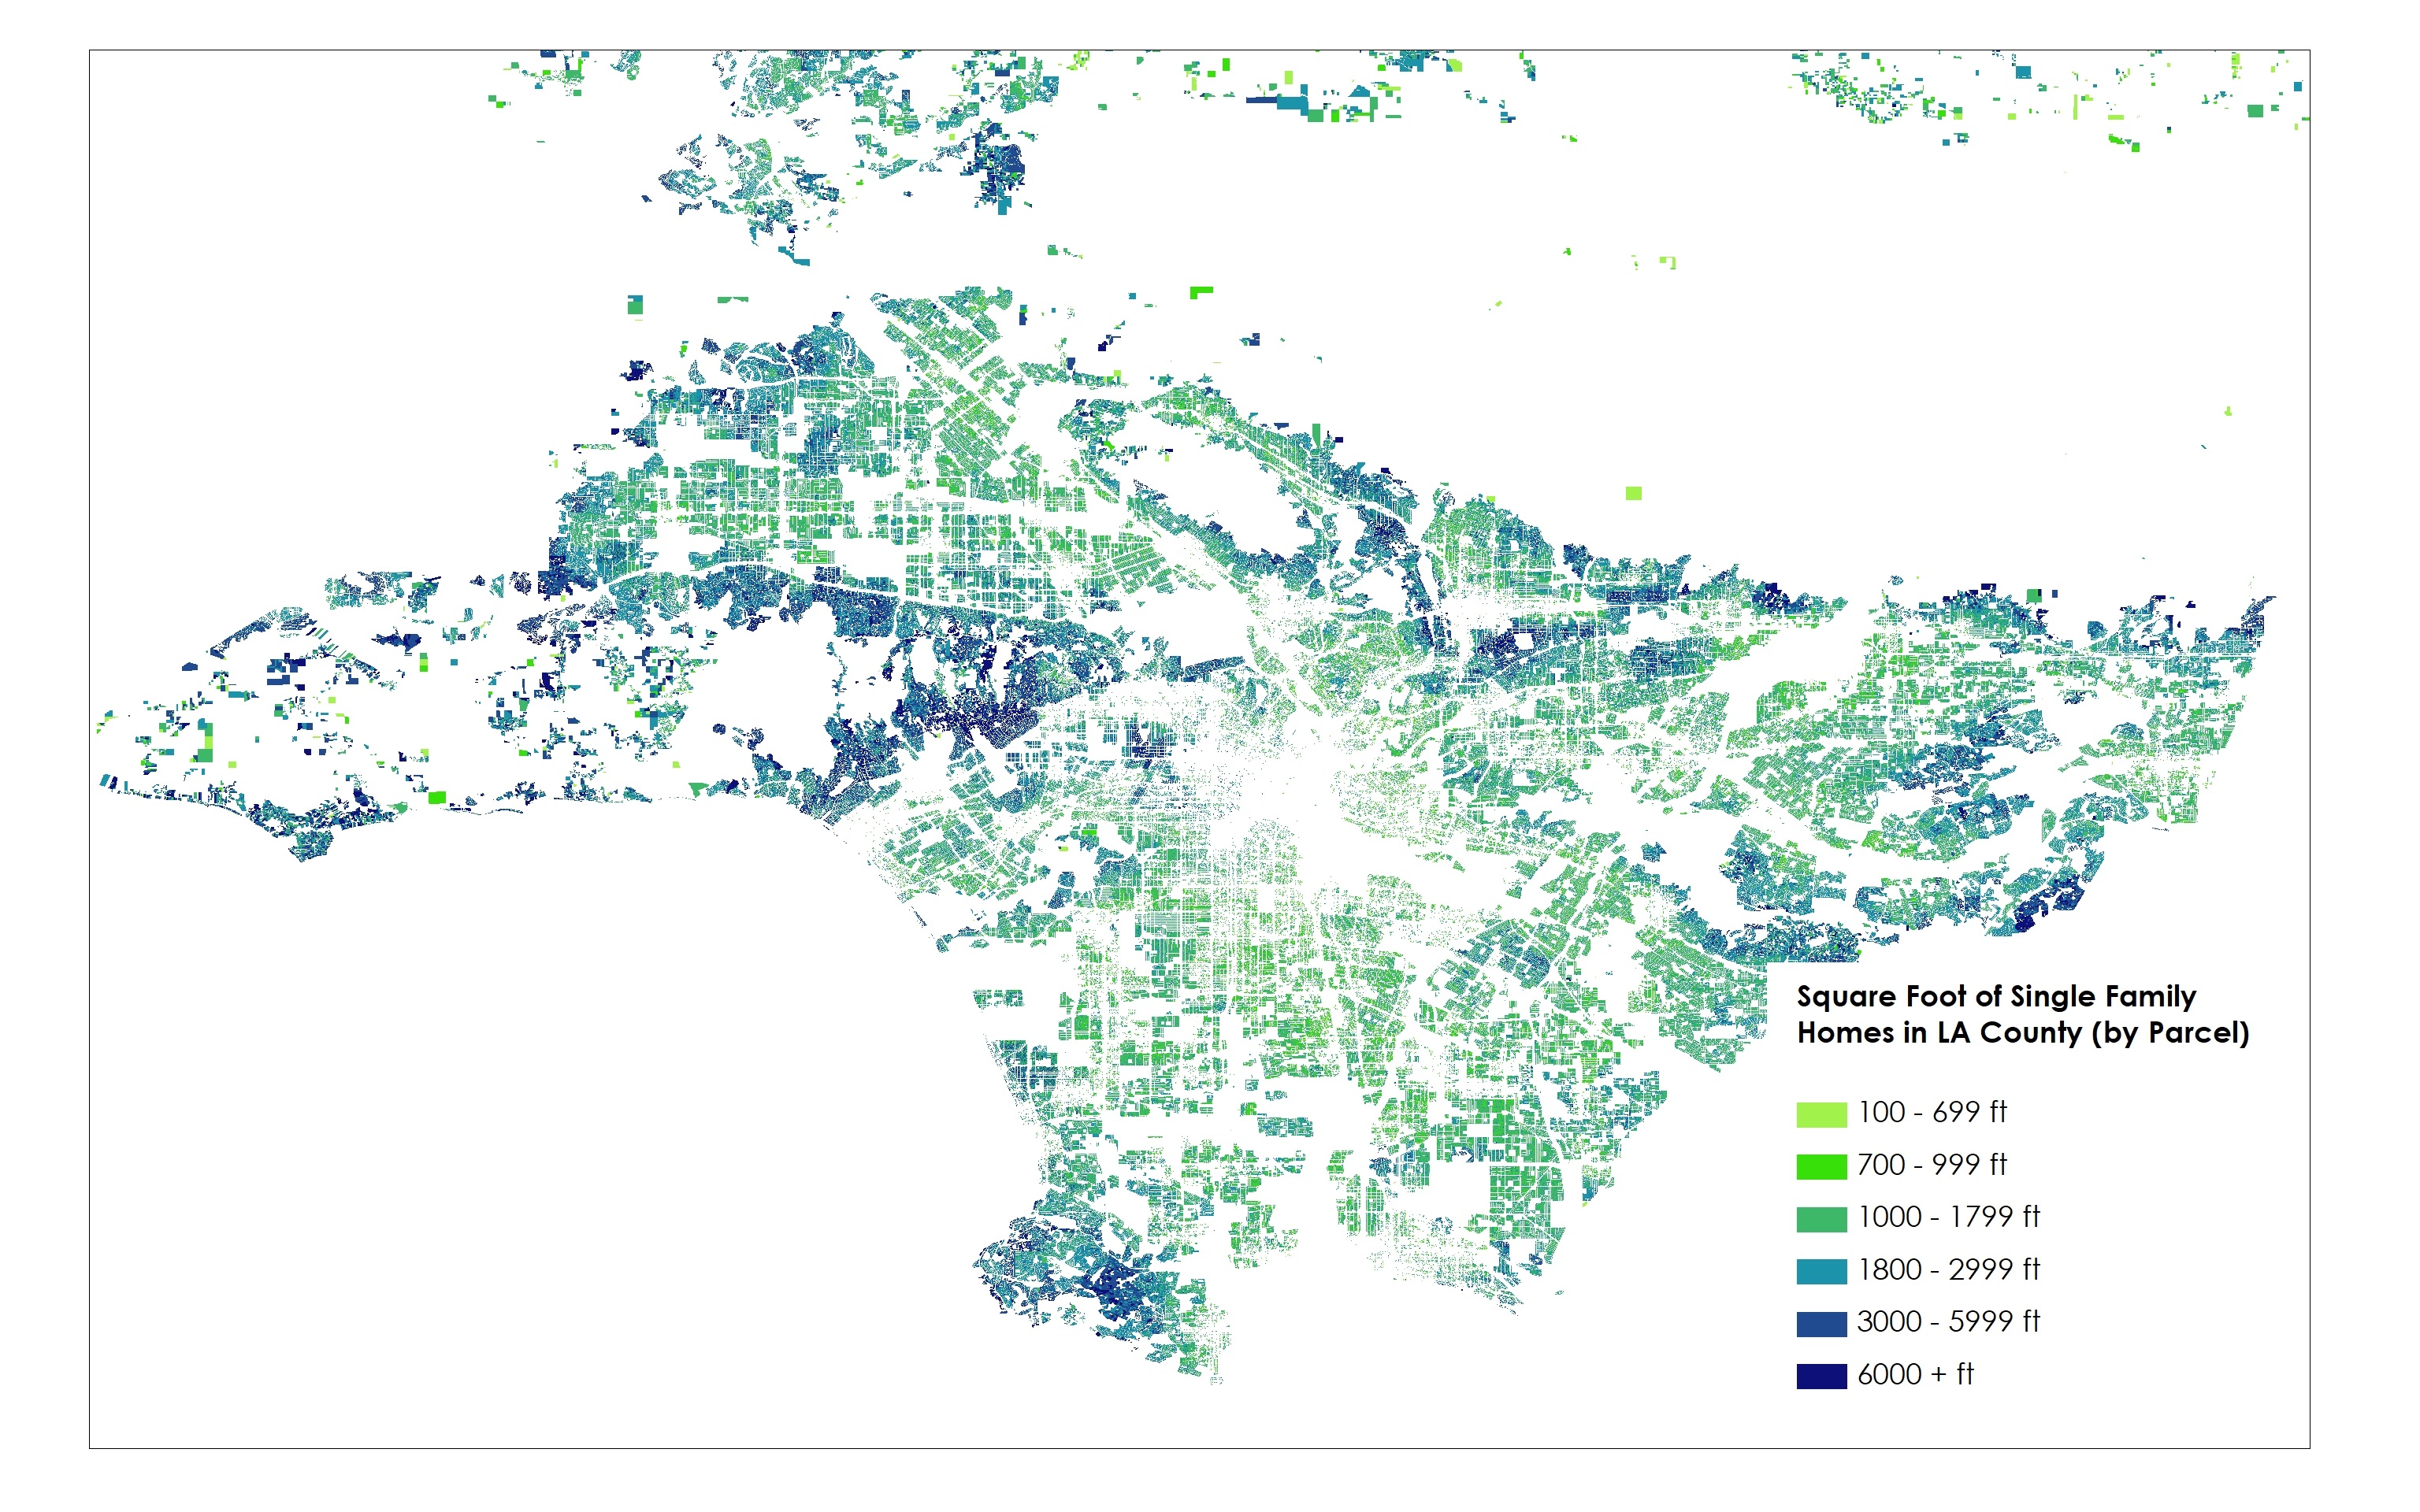 Square Foot of Single Family
Homes in LA County (by Parcel)
100 - 699 ft
700 - 999 ft
1000 - 1799 ft
1800 - 2999 ft
3000 - 5999 ft
6000 + ft